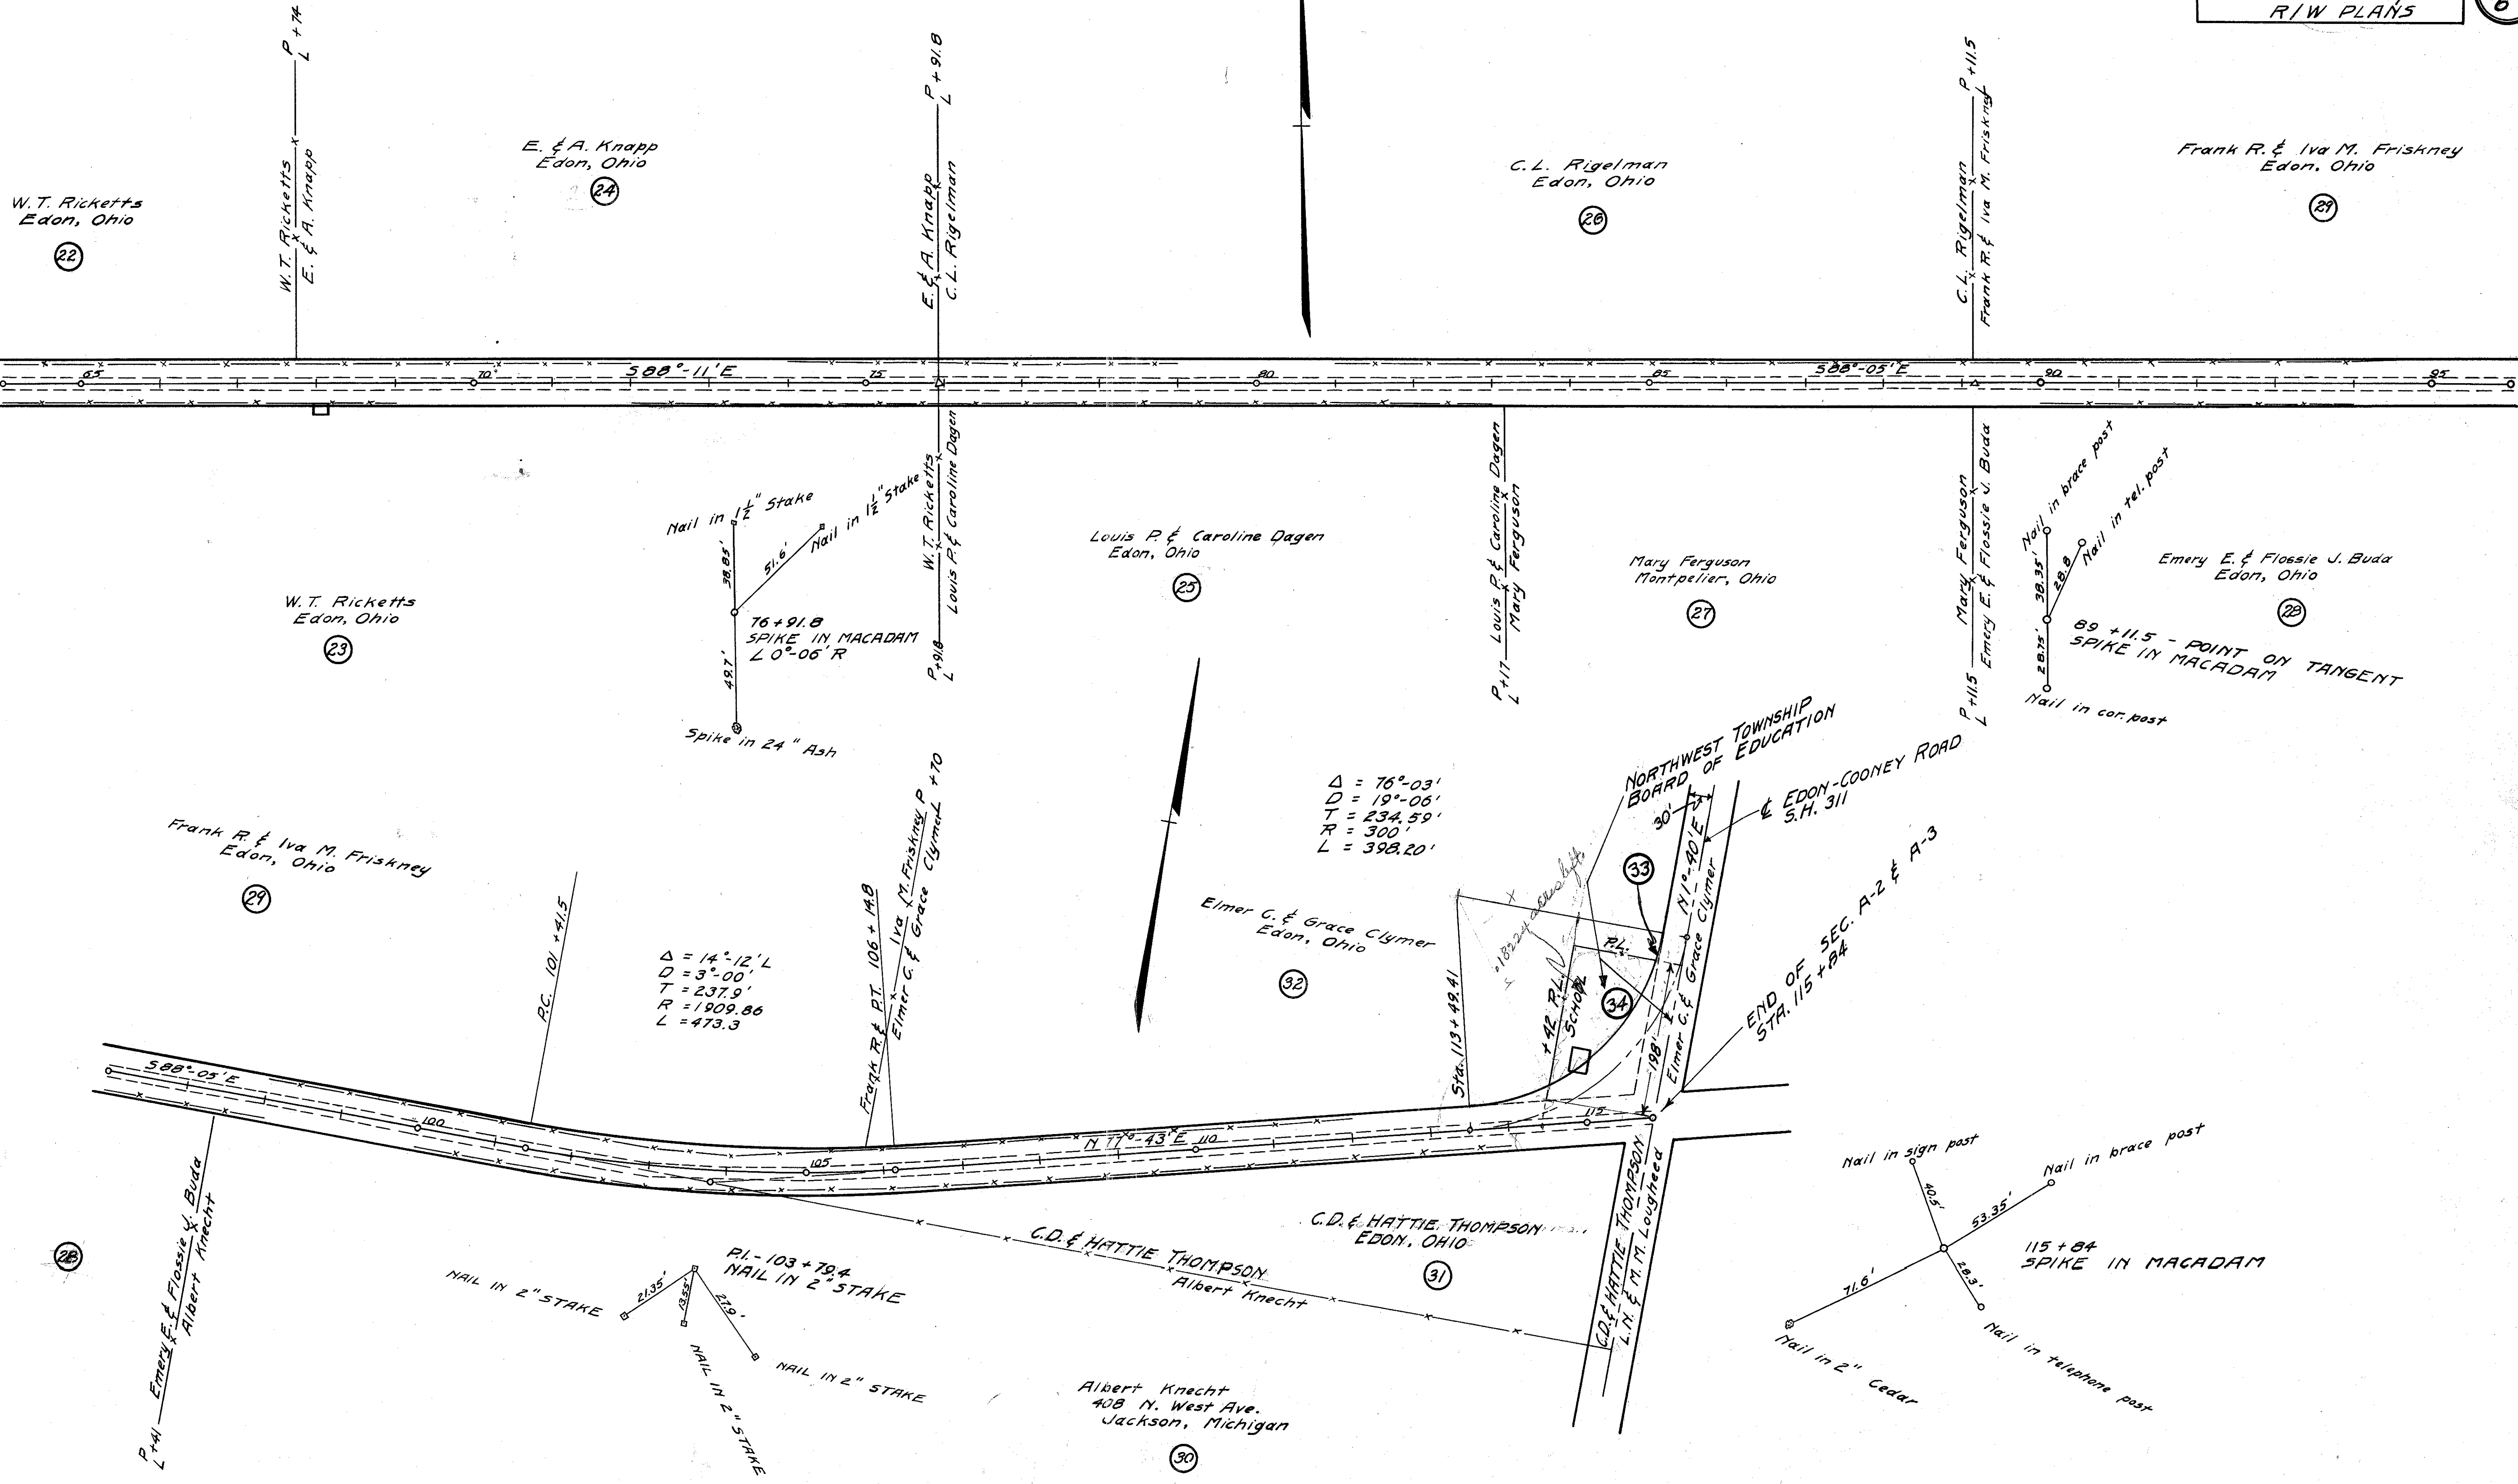 R/W PLANS
6
P L +74
W.T. Ricketts
E. & A. Knapp
P L +91.8
E. & A. Knapp
C.L. Rigelman
P L +11.5
C.L. Rigelman
Frank R. & Iva M. Friskney
W.T. Ricketts
Edon, Ohio
22
E. & A. Knapp
Edon, Ohio
24
C.L. Rigelman
Edon, Ohio
26
Frank R. & Iva M. Friskney
Edon, Ohio
29
65
70
S88°-11'E
75
80
85
S88°-05'E
90
95
W.T. Ricketts
Edon, Ohio
23
Nail in 1 1/2" Stake
Nail in 1 1/2" Stake
38.85'
51.6'
49.7'
76+91.8
SPIKE IN MACADAM
∠ 0°-06' R
Spike in 24" Ash
W.T. Ricketts
Louis P. & Caroline Dagen
P L +91.8
Louis P. & Caroline Dagen
Edon, Ohio
25
Louis P. & Caroline Dagen
Mary Ferguson
P L +17
Mary Ferguson
Montpelier, Ohio
27
Mary Ferguson
Emery E. & Flossie J. Buda
P L +11.5
Nail in brace post
Nail in tel. post
38.35'
28.8
28.75'
89 +11.5 - POINT ON TANGENT
SPIKE IN MACADAM
Nail in cor. post
Emery E. & Flossie J. Buda
Edon, Ohio
28
Frank R. & Iva M. Friskney
Edon, Ohio
29
P.C. 101 +41.5
Δ = 14°-12' L
D = 3°-00'
T = 237.9'
R = 1909.86
L = 473.3
P.T. 106 + 14.8
Frank R. & Iva M. Friskney
Elmer C. & Grace Clymer
P L +70
Δ = 76°-03'
D = 19°-06'
T = 234.59'
R = 300'
L = 398.20'
Elmer C. & Grace Clymer
Edon, Ohio
32
NORTHWEST TOWNSHIP
BOARD OF EDUCATION
℄ EDON-COONEY ROAD
S.H. 311
30'
33
N1°-40'E
P.L.
34
+42 P.L.
SCHOOL
Sta. 113+49.41
198'
Elmer C. & Grace Clymer
END OF SEC. A-2 & A-3
STA. 115+84
S88°-05'E
100
105
N 77°-43'E
110
115
Emery E. & Flossie J. Buda
Albert Knecht
P L +41
28
P.I. - 103 + 79.4
NAIL IN 2" STAKE
21.35'
13.55'
27.9'
NAIL IN 2" STAKE
NAIL IN 2" STAKE
NAIL IN 2" STAKE
C.D. & HATTIE THOMPSON
Albert Knecht
C.D. & HATTIE THOMPSON
EDON, OHIO
31
C.D. & HATTIE THOMPSON
L.N. & M.M. Lougheed
Albert Knecht
408 N. West Ave.
Jackson, Michigan
30
Nail in sign post
Nail in brace post
40.5'
53.35'
71.6'
28.3'
115 + 84
SPIKE IN MACADAM
Nail in 2" Cedar
Nail in telephone post